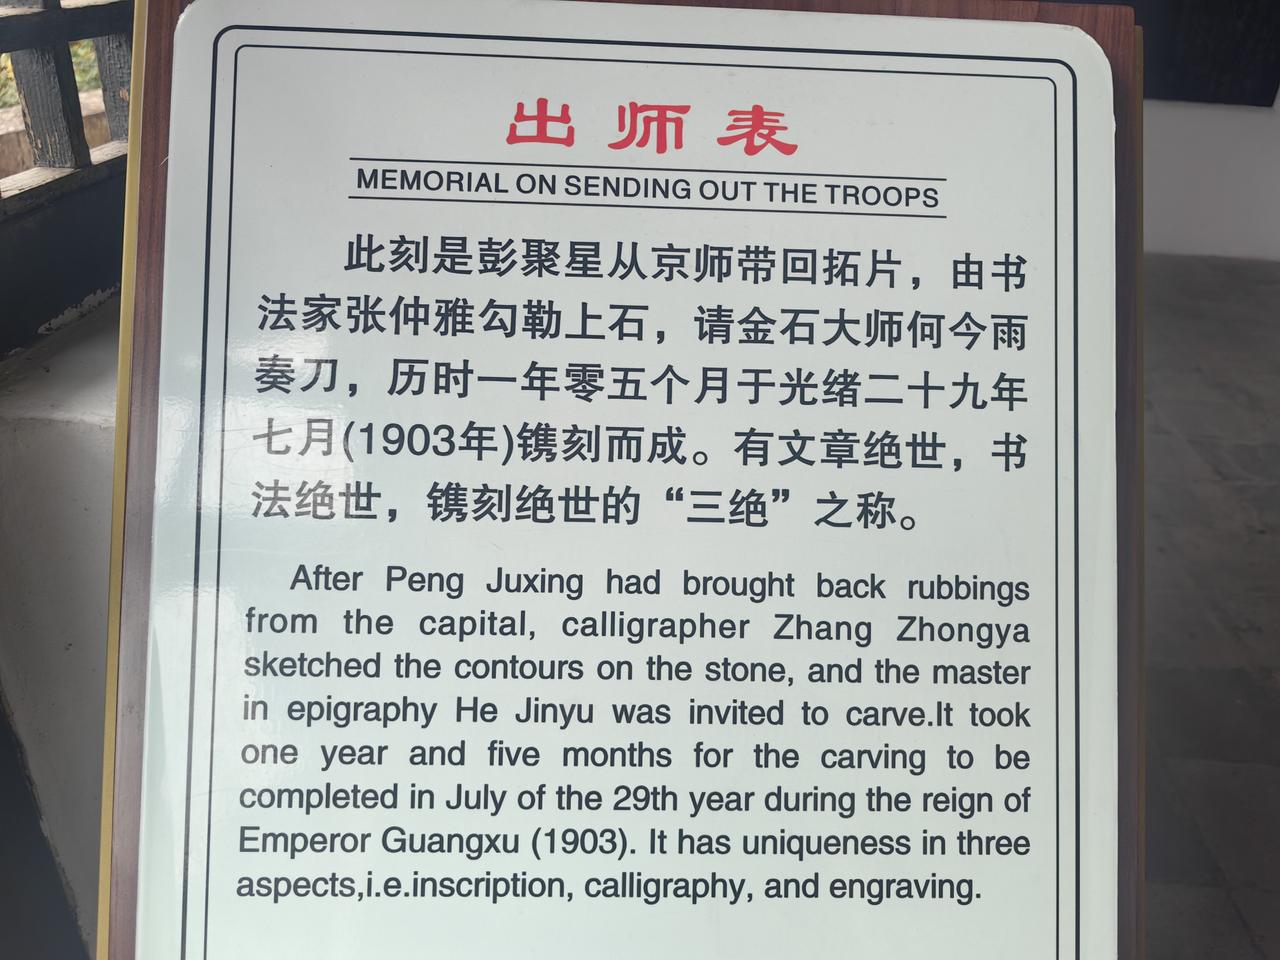 出师表
MEMORIAL ON SENDING OUT THE TROOPS
此刻是彭聚星从京师带回拓片，由书
法家张仲雅勾勒上石，请金石大师何今雨
奏刀，历时一年零五个月于光绪二十九年
七月(1903年)镌刻而成。有文章绝世，书
法绝世，镌刻绝世的“三绝”之称。
After Peng Juxing had brought back rubbings
from the capital, calligrapher Zhang Zhongya
sketched the contours on the stone, and the master
in epigraphy He Jinyu was invited to carve.It took
one year and five months for the carving to be
completed in July of the 29th year during the reign of
Emperor Guangxu (1903). It has uniqueness in three
aspects,i.e.inscription, calligraphy, and engraving.